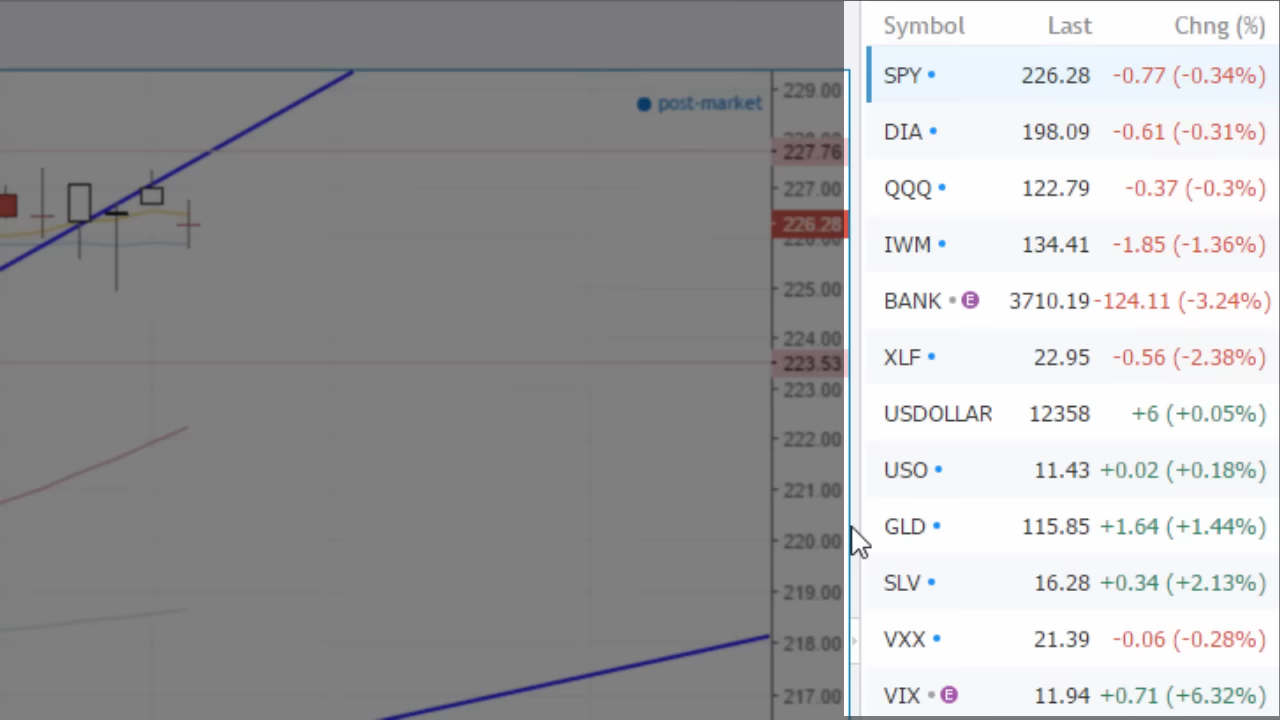 Symbol Last Chng (%)
SPY 226.28 -0.77 (-0.34%)
DIA 198.09 -0.61 (-0.31%)
QQQ 122.79 -0.37 (-0.3%)
IWM 134.41 -1.85 (-1.36%)
BANK E 3710.19 -124.11 (-3.24%)
XLF 22.95 -0.56 (-2.38%)
USDOLLAR 12358 +6 (+0.05%)
USO 11.43 +0.02 (+0.18%)
GLD 115.85 +1.64 (+1.44%)
SLV 16.28 +0.34 (+2.13%)
VXX 21.39 -0.06 (-0.28%)
VIX E 11.94 +0.71 (+6.32%)
post-market
229.00
228.00
227.76
227.00
226.28
226.00
225.00
224.00
223.53
223.00
222.00
221.00
220.00
219.00
218.00
217.00